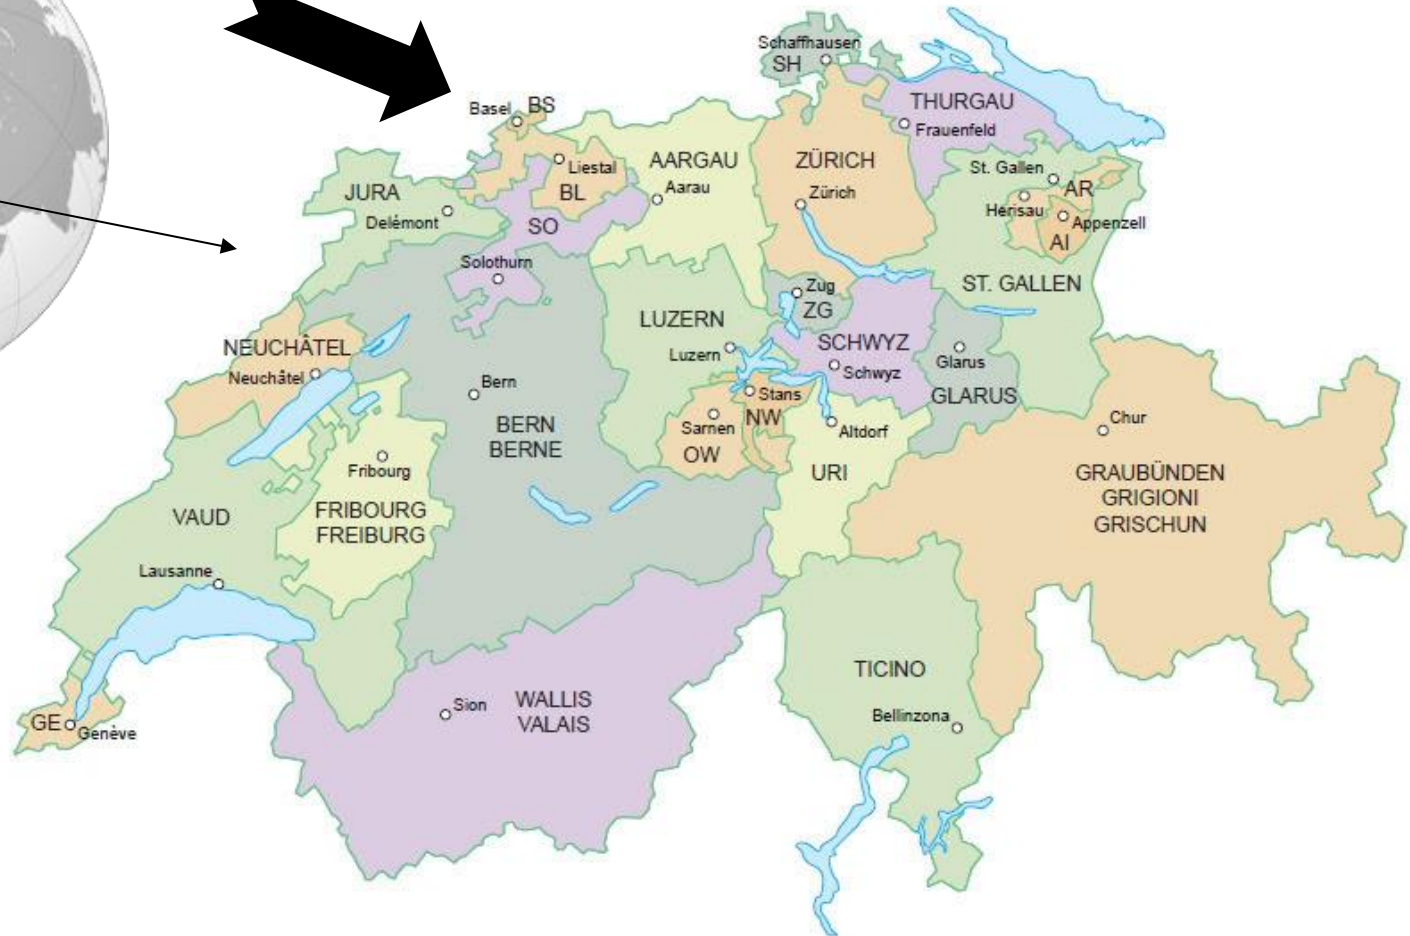 Schaffhausen
SH
Basel
BS
THURGAU
Frauenfeld
Liestal
BL
AARGAU
Aarau
ZÜRICH
Zürich
St. Gallen
AR
Herisau
Appenzell
AI
JURA
Delémont
SO
Solothurn
ST. GALLEN
Zug
ZG
LUZERN
Luzern
SCHWYZ
Schwyz
Glarus
GLARUS
NEUCHÂTEL
Neuchâtel
Bern
BERN
BERNE
Stans
NW
Sarnen
OW
Altdorf
URI
Chur
GRAUBÜNDEN
GRIGIONI
GRISCHUN
Fribourg
FRIBOURG
FREIBURG
VAUD
Lausanne
TICINO
Bellinzona
Sion
WALLIS
VALAIS
GE
Genève